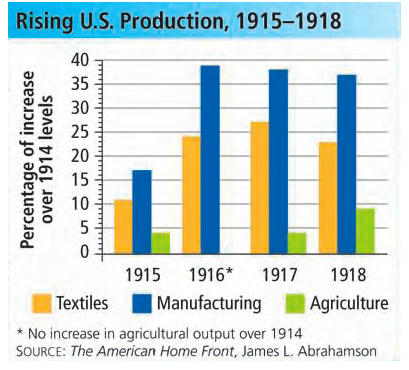 Rising U.S. Production, 1915–1918
Percentage of increase
over 1914 levels
40
35
30
25
20
15
10
5
0
1915 1916* 1917 1918
Textiles Manufacturing Agriculture
* No increase in agricultural output over 1914
SOURCE: The American Home Front, James L. Abrahamson